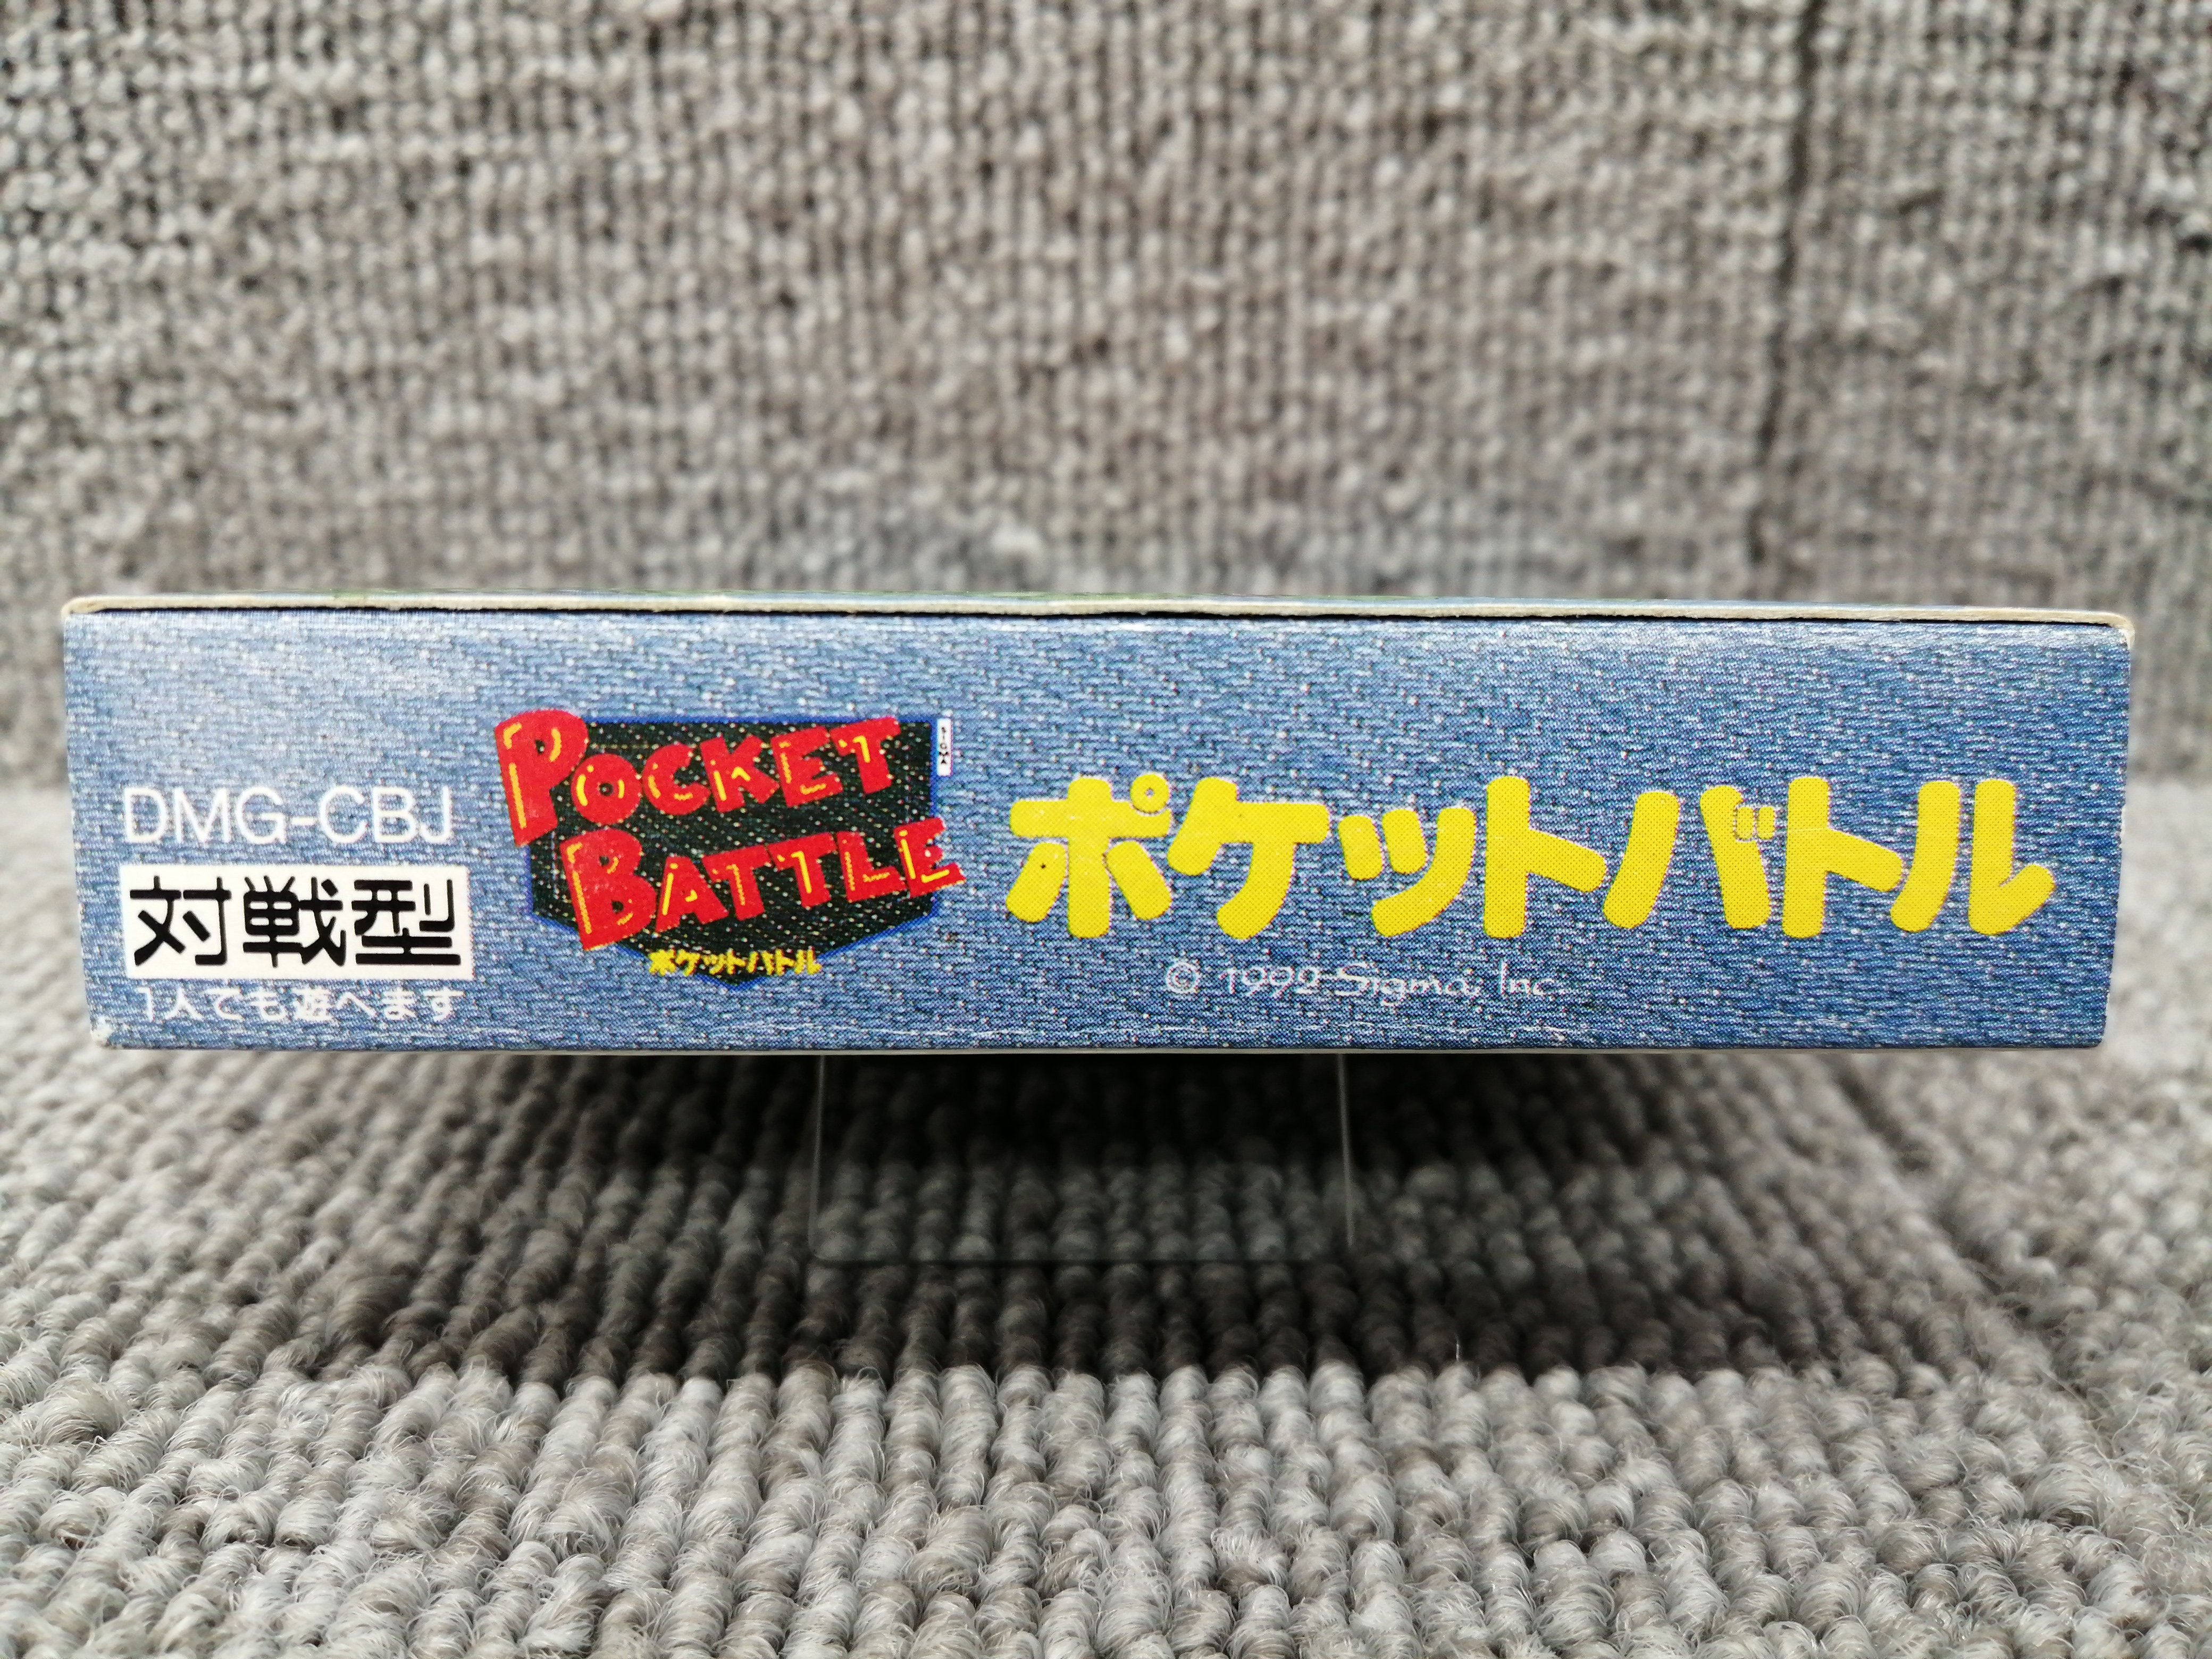 DMG-CBJ
対戦型
1人でも遊べます
POCKET
BATTLE
ポケットバトル
SIGMA
ポケットバトル
© 1992 Sigma, Inc.